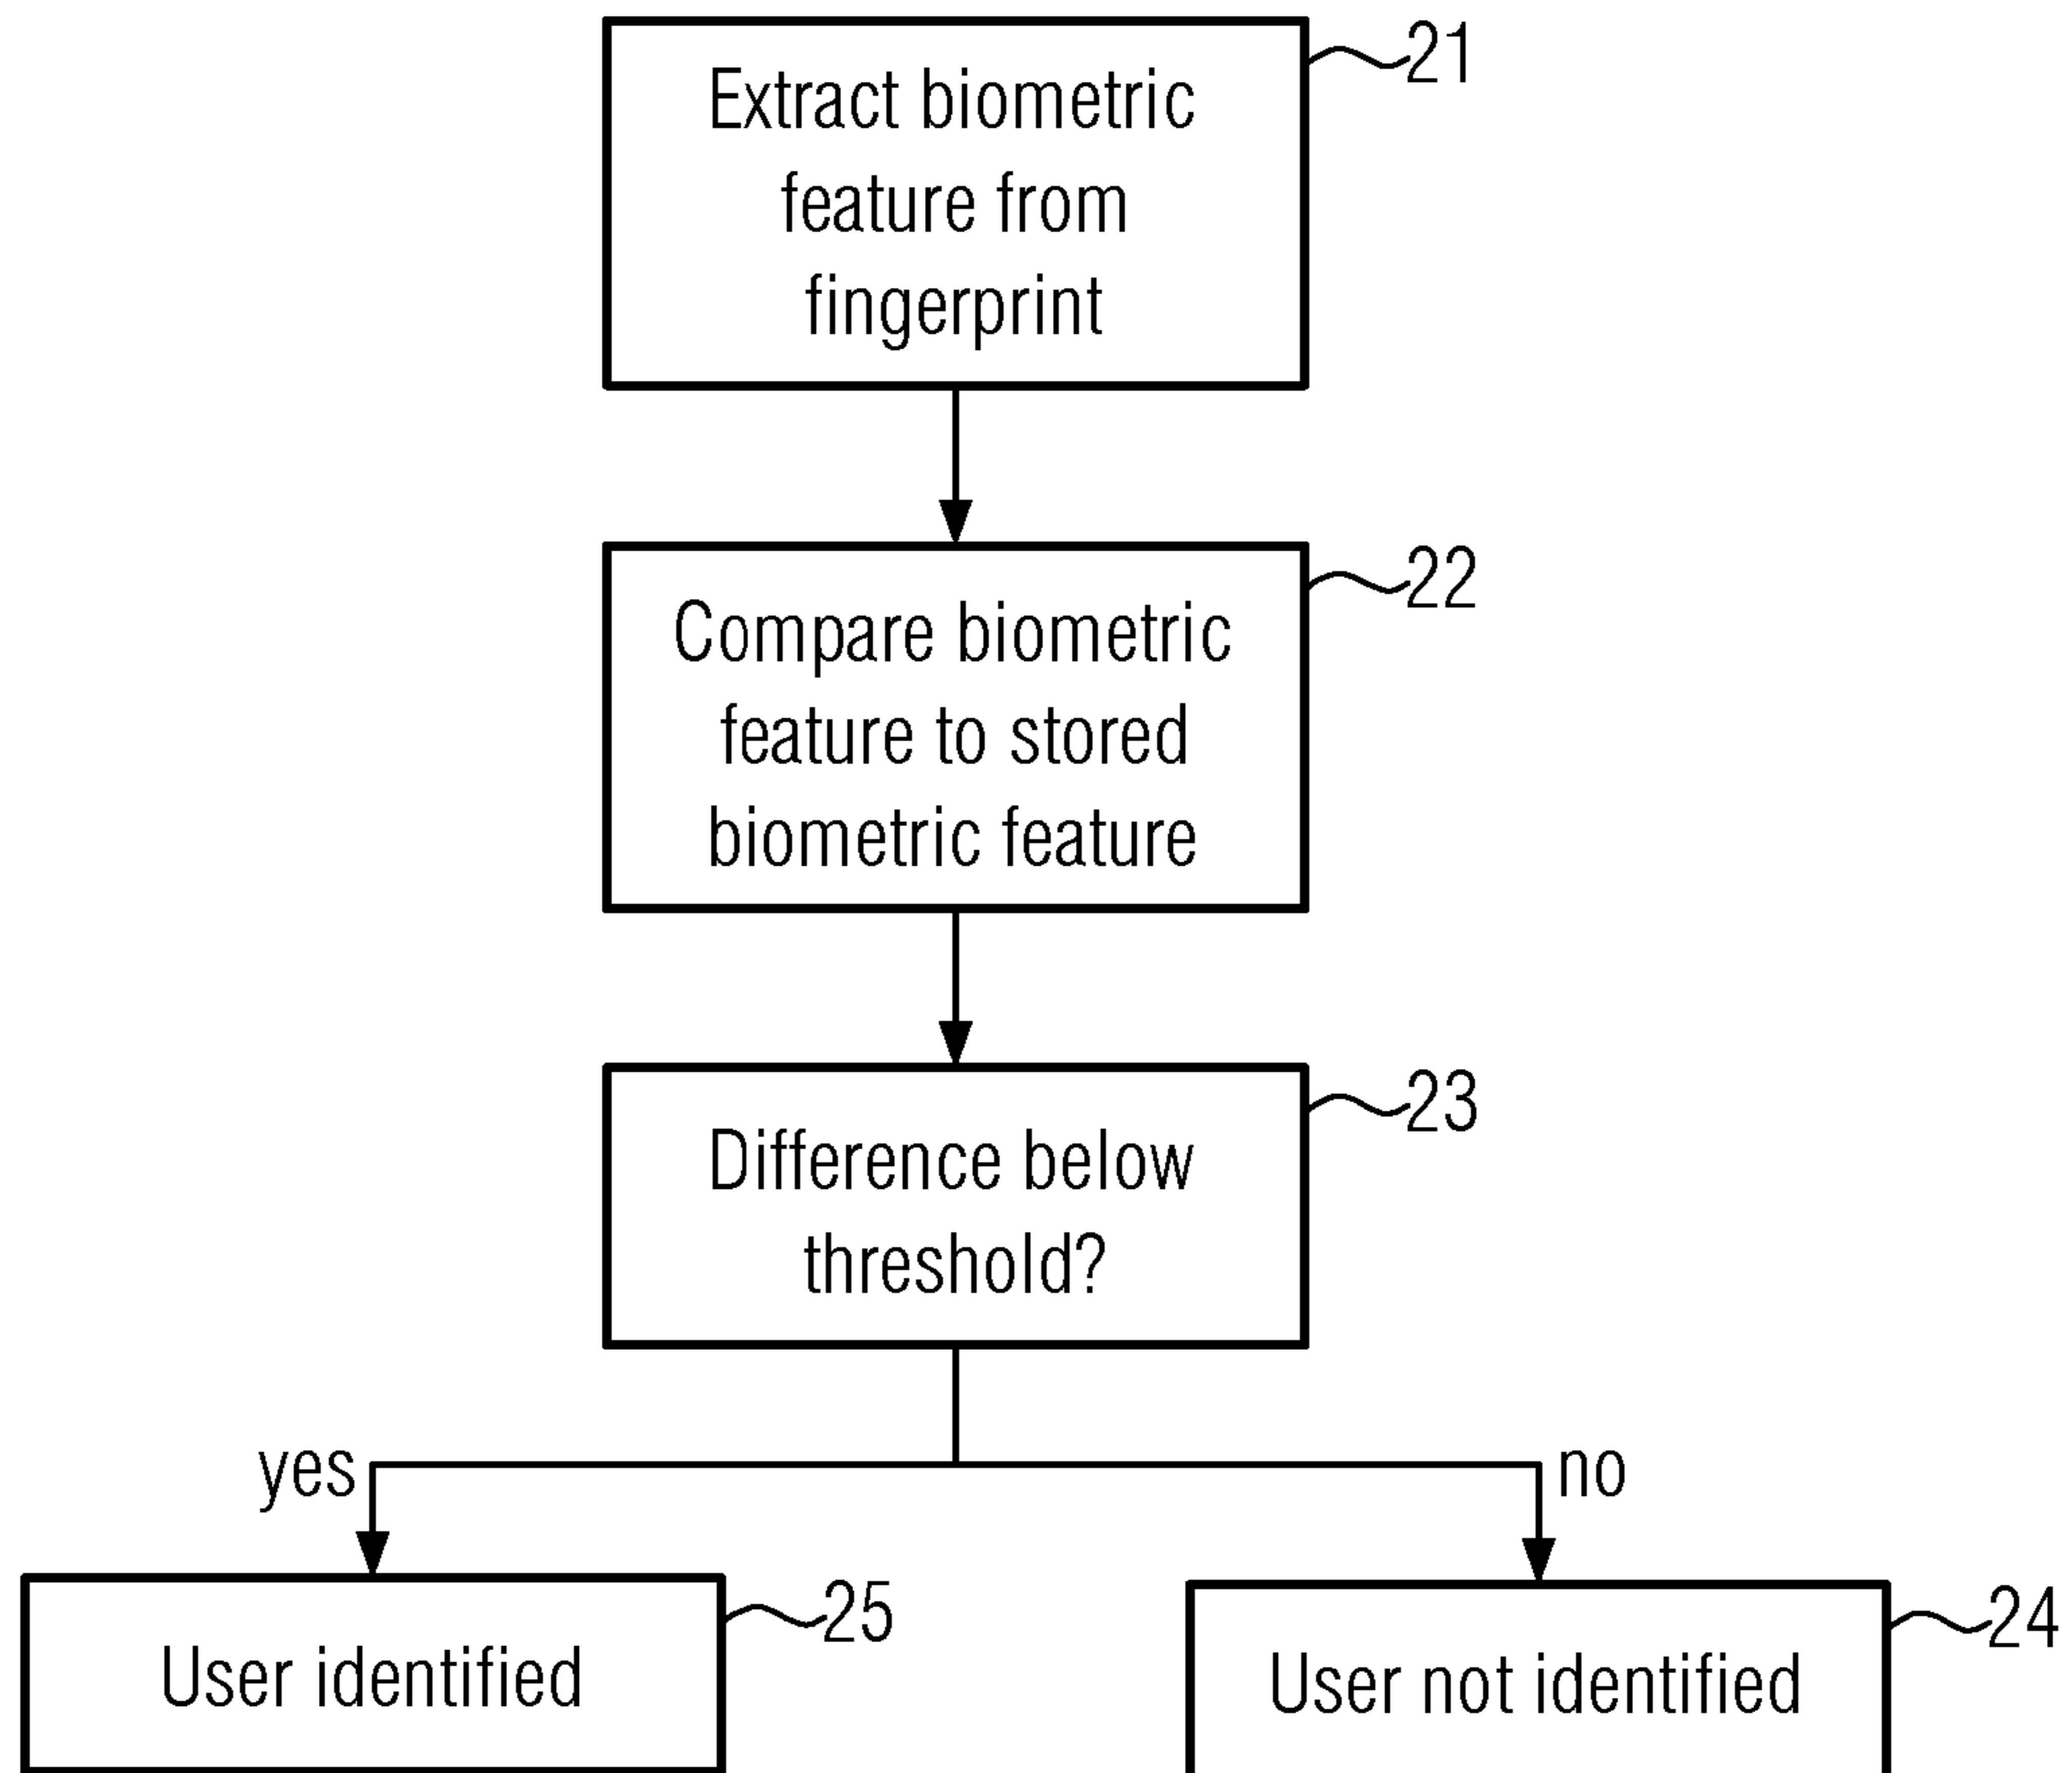 Extract biometric
feature from
fingerprint
21
Compare biometric
feature to stored
biometric feature
22
Difference below
threshold?
23
yes
no
User identified
25
User not identified
24